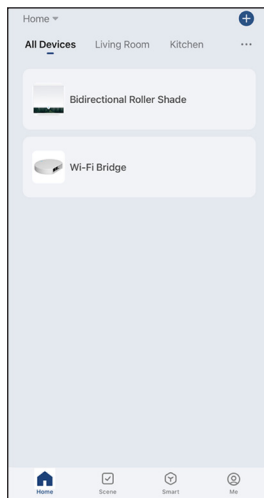 Home
All Devices Living Room Kitchen ...
Bidirectional Roller Shade
Wi-Fi Bridge
Home Scene Smart Me